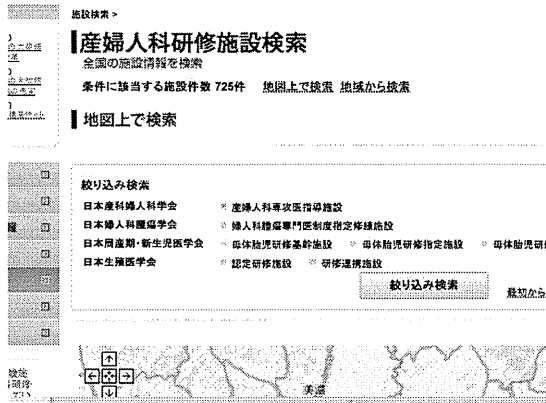 施設検索 >
産婦人科研修施設検索
全国の施設情報を検索
条件に該当する施設件数 725件 地図上で検索 地域から検索
地図上で検索
絞り込み検索
日本産科婦人科学会 産婦人科専攻医指導施設
日本婦人科腫瘍学会 婦人科腫瘍専門医制度指定修練施設
日本周産期・新生児医学会 母体胎児研修基幹施設 母体胎児研修指定施設 母体胎児研
日本生殖医学会 認定研修施設 研修連携施設
絞り込み検索 最初から
美濃